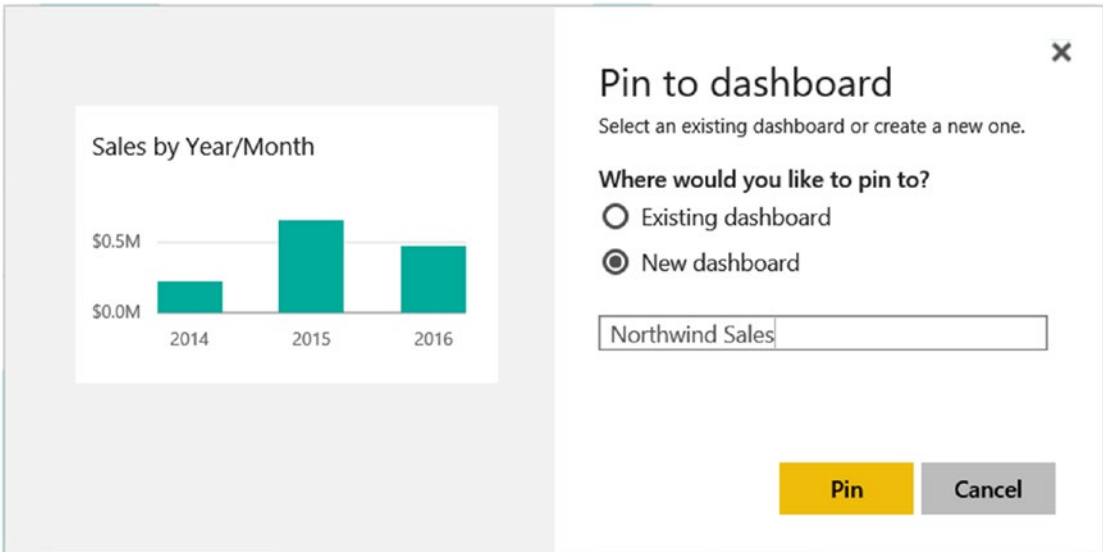 Sales by Year/Month
$0.5M
$0.0M
2014 2015 2016
Pin to dashboard
Select an existing dashboard or create a new one.
Where would you like to pin to?
Existing dashboard
New dashboard
Northwind Sales
Pin Cancel